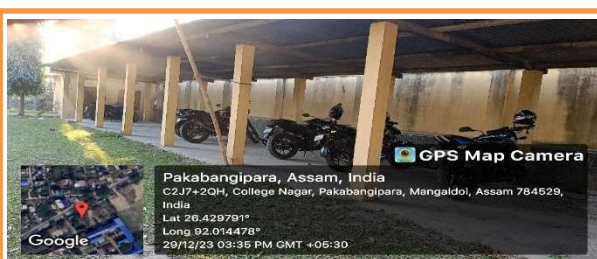 GPS Map Camera
Pakabangipara, Assam, India
C2J7+2QH, College Nagar, Pakabangipara, Mangaldoi, Assam 784529,
India
Lat 26.429791°
Long 92.014478°
29/12/23 03:35 PM GMT +05:30
Google